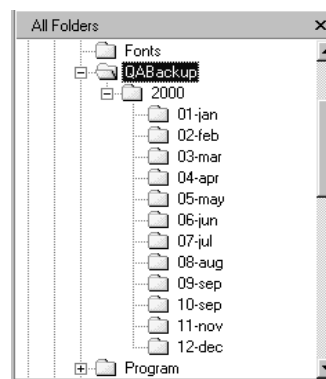 All Folders
Fonts
QABackup
2000
01-jan
02-feb
03-mar
04-apr
05-may
06-jun
07-jul
08-aug
09-sep
10-sep
11-nov
12-dec
Program